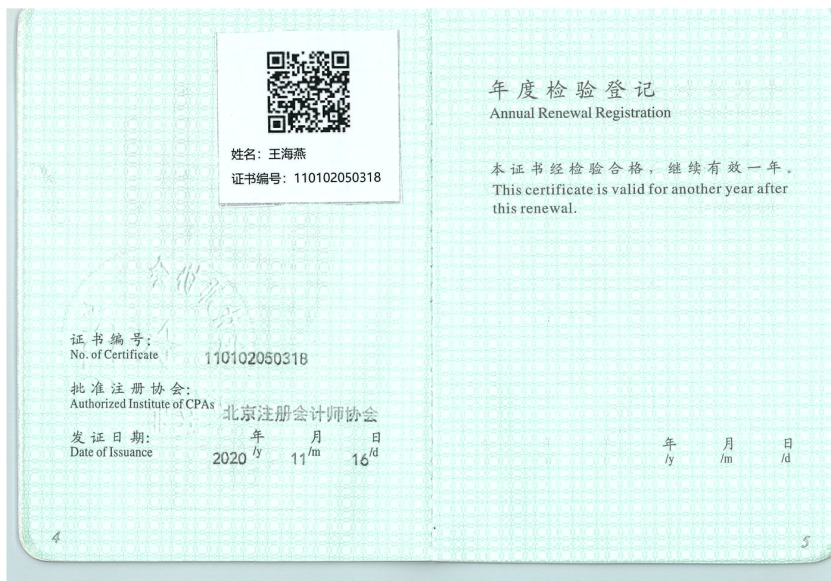 姓名：王海燕
证书编号：110102050318
证书编号：
No. of Certificate
110102050318
批准注册协会：
Authorized Institute of CPAs
北京注册会计师协会
发证日期：
Date of Issuance
2020 年/y 11 月/m 16 日/d
4
年度检验登记
Annual Renewal Registration
本证书经检验合格，继续有效一年。
This certificate is valid for another year after
this renewal.
年 月 日
/y /m /d
5